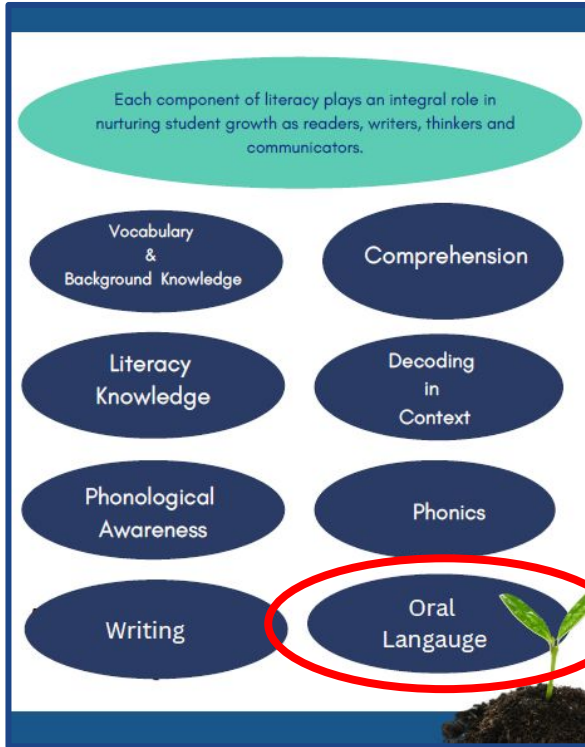 Each component of literacy plays an integral role in
nurturing student growth as readers, writers, thinkers and
communicators.
Vocabulary
&
Background Knowledge
Comprehension
Literacy
Knowledge
Decoding
in
Context
Phonological
Awareness
Phonics
Writing
Oral
Langauge